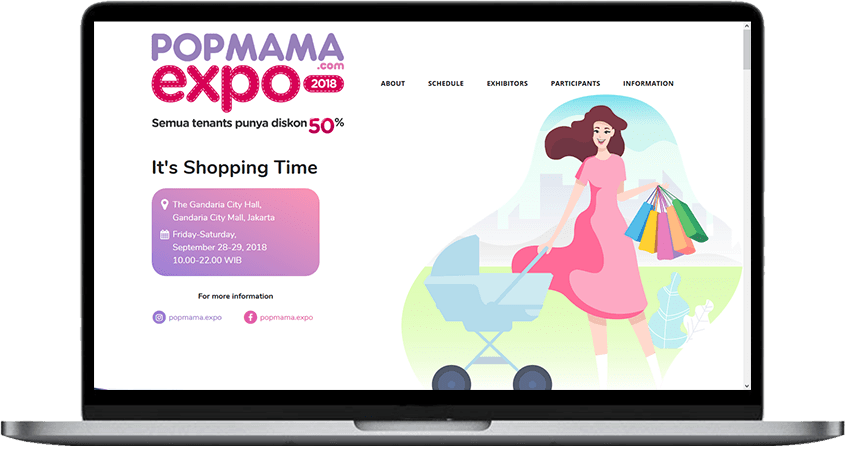 POPMAMA
.com
expo 2018
Semua tenants punya diskon 50%
ABOUT SCHEDULE EXHIBITORS PARTICIPANTS INFORMATION
It's Shopping Time
The Gandaria City Hall,
Gandaria City Mall, Jakarta
Friday-Saturday,
September 28-29, 2018
10.00-22.00 WIB
For more information
popmama.expo popmama.expo